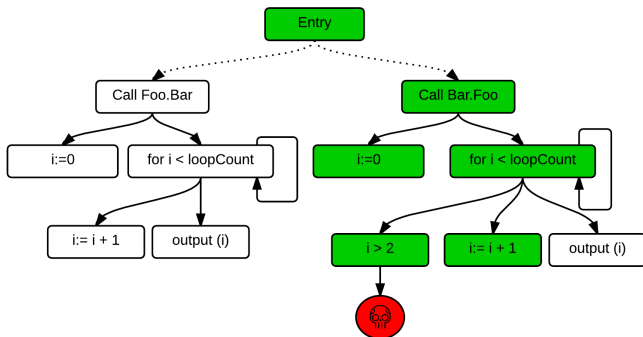 Entry
Call Foo.Bar
Call Bar.Foo
i:=0
for i < loopCount
i:=0
for i < loopCount
i:= i + 1
output (i)
i > 2
i:= i + 1
output (i)